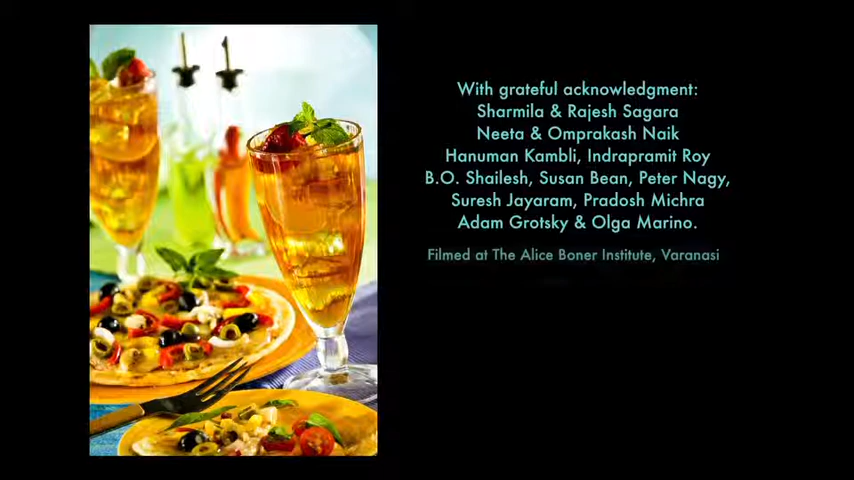 With grateful acknowledgment:
Sharmila & Rajesh Sagara
Neeta & Omprakash Naik
Hanuman Kambli, Indrapramit Roy
B.O. Shailesh, Susan Bean, Peter Nagy,
Suresh Jayaram, Pradosh Michra
Adam Grotsky & Olga Marino.
Filmed at The Alice Boner Institute, Varanasi